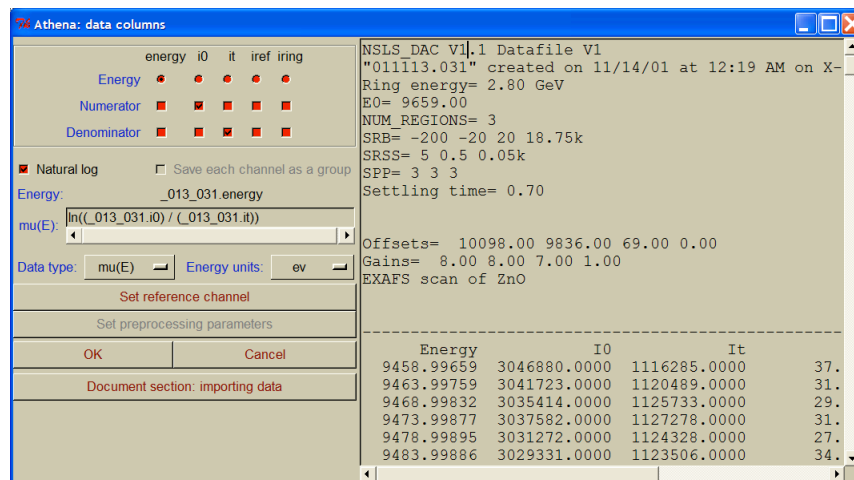 Athena: data columns
energy i0 it iref iring
Energy
Numerator
Denominator
Natural log
Save each channel as a group
Energy: _013_031.energy
mu(E): ln((_013_031.i0) / (_013_031.it))
Data type: mu(E) Energy units: ev
Set reference channel
Set preprocessing parameters
OK Cancel
Document section: importing data
NSLS_DAC V1.1 Datafile V1
"011113.031" created on 11/14/01 at 12:19 AM on X-
Ring energy= 2.80 GeV
E0= 9659.00
NUM_REGIONS= 3
SRB= -200 -20 20 18.75k
SRSS= 5 0.5 0.05k
SPP= 3 3 3
Settling time= 0.70
Offsets= 10098.00 9836.00 69.00 0.00
Gains= 8.00 8.00 7.00 1.00
EXAFS scan of ZnO
----------------------------------------------------
Energy I0 It
9458.99659 3046880.0000 1116285.0000 37.
9463.99759 3041723.0000 1120489.0000 31.
9468.99832 3035414.0000 1125733.0000 29.
9473.99877 3037582.0000 1127278.0000 31.
9478.99895 3031272.0000 1124328.0000 27.
9483.99886 3029331.0000 1123506.0000 34.